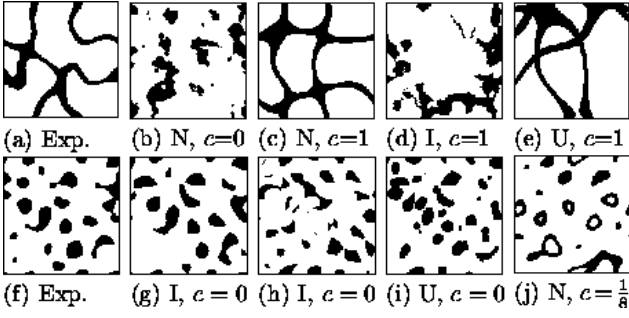 (a) Exp. (b) N, c=0 (c) N, c=1 (d) I, c=1 (e) U, c=1
(f) Exp. (g) I, c = 0 (h) I, c = 0 (i) U, c = 0 (j) N, c = 1/8